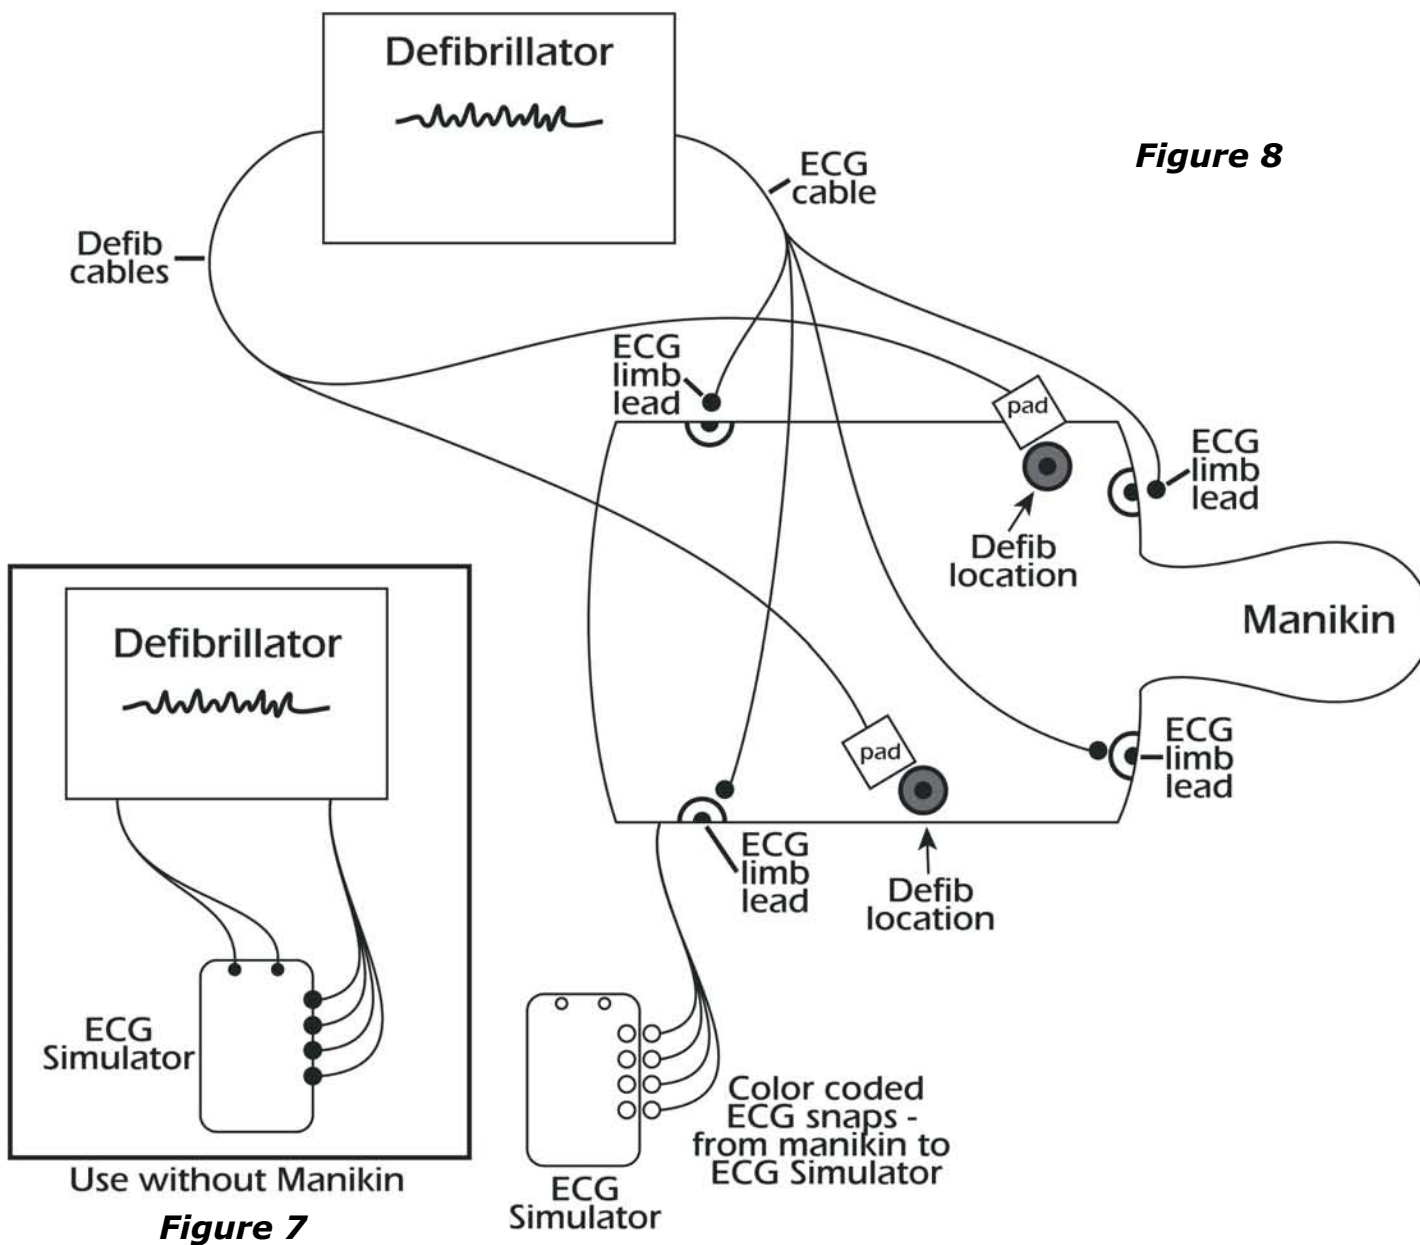 Defibrillator
Figure 8
ECG
cable
Defib
cables
ECG
limb
lead
pad
ECG
limb
lead
Defib
location
Manikin
pad
ECG
limb
lead
ECG
limb
lead
Defib
location
Color coded
ECG snaps -
from manikin to
ECG Simulator
ECG
Simulator
Defibrillator
ECG
Simulator
Use without Manikin
Figure 7